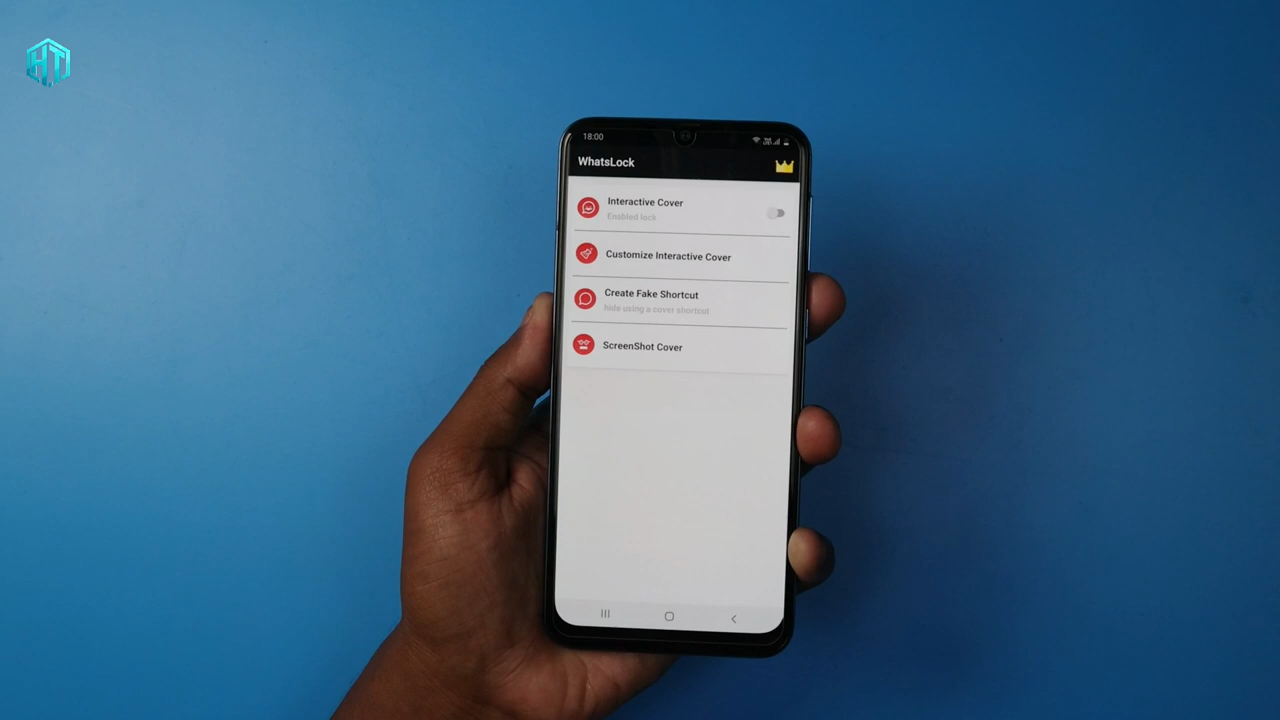 HT
18:00
WhatsLock
Interactive Cover
Enabled lock
Customize Interactive Cover
Create Fake Shortcut
hide using a cover shortcut
ScreenShot Cover